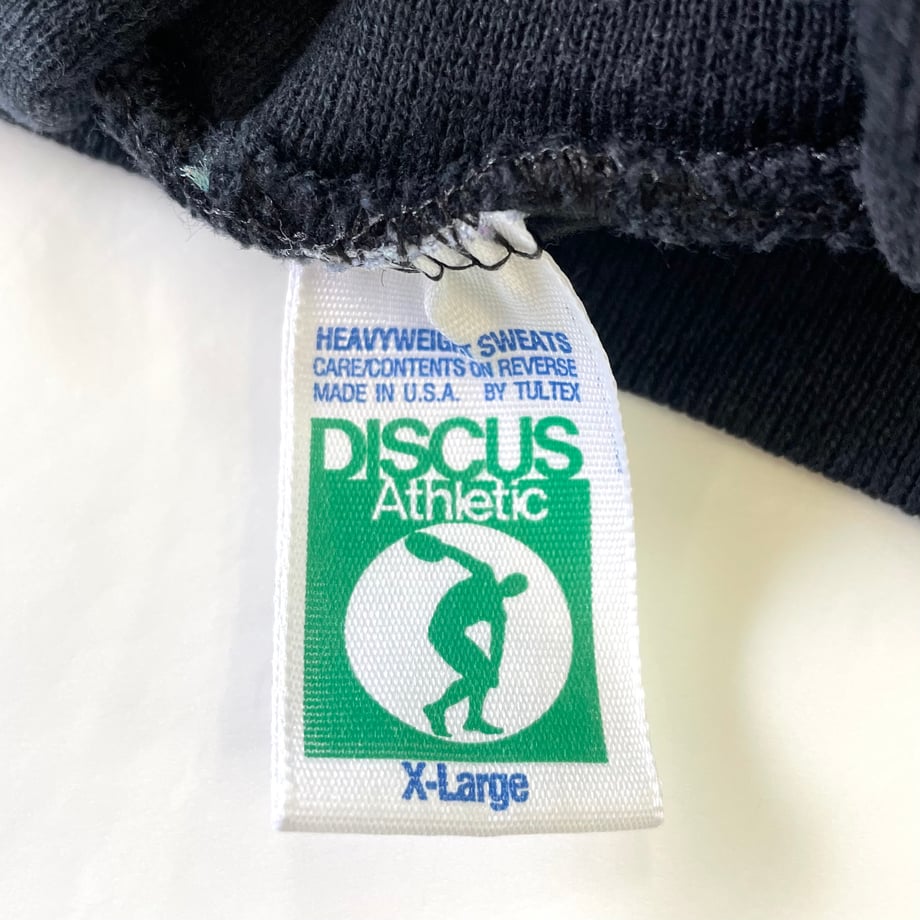 HEAVYWEIGHT SWEATS
CARE/CONTENTS ON REVERSE
MADE IN U.S.A. BY TULTEX
DISCUS
Athletic
X-Large